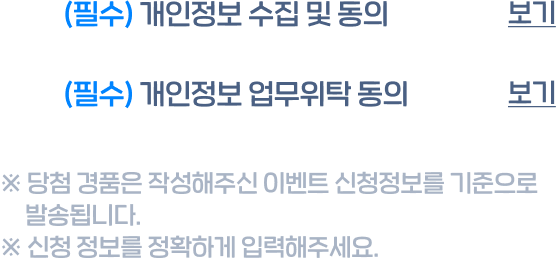 (필수) 개인정보 수집 및 동의 보기
(필수) 개인정보 업무위탁 동의 보기
※ 당첨 경품은 작성해주신 이벤트 신청정보를 기준으로
발송됩니다.
※ 신청 정보를 정확하게 입력해주세요.